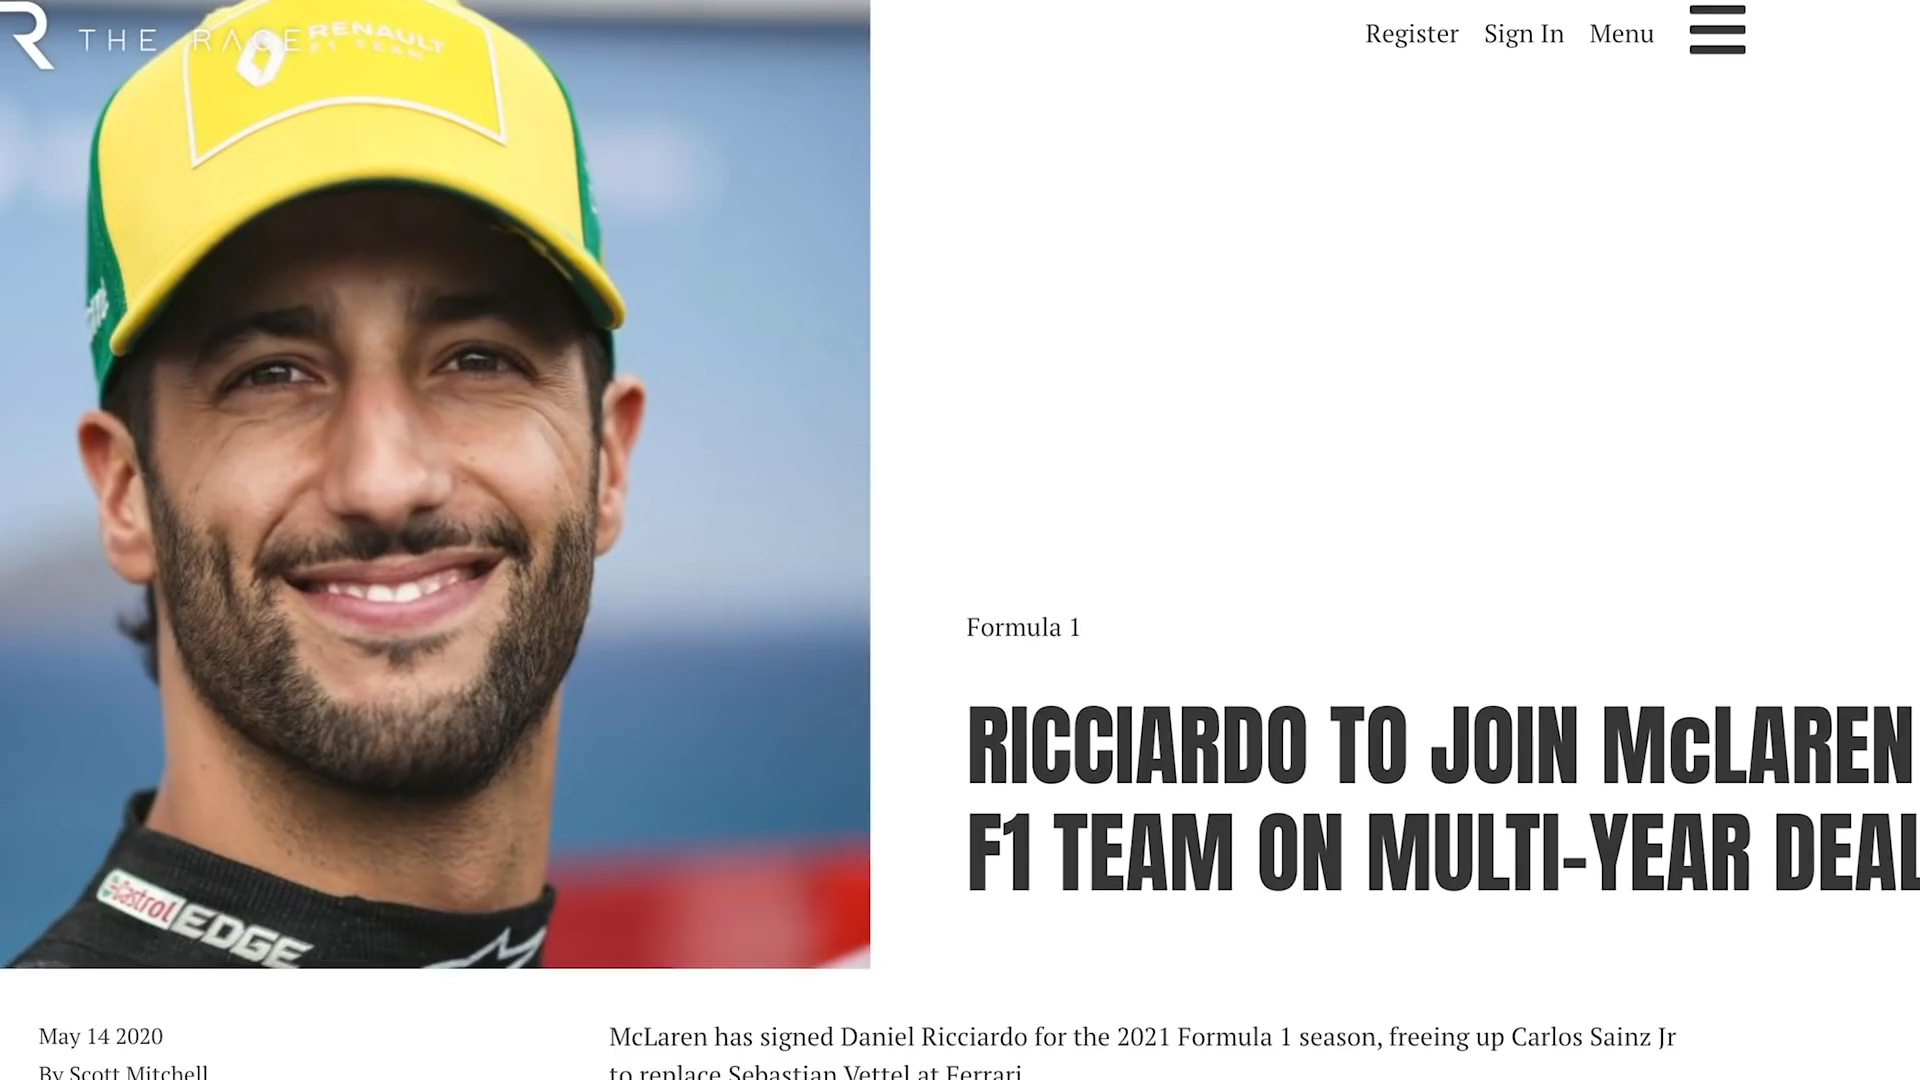 R THE RACE
RENAULT
F1 TEAM
Register Sign In Menu
Formula 1
RICCIARDO TO JOIN McLAREN
F1 TEAM ON MULTI-YEAR DEAL
Castrol EDGE
May 14 2020
By Scott Mitchell
McLaren has signed Daniel Ricciardo for the 2021 Formula 1 season, freeing up Carlos Sainz Jr
to replace Sebastian Vettel at Ferrari